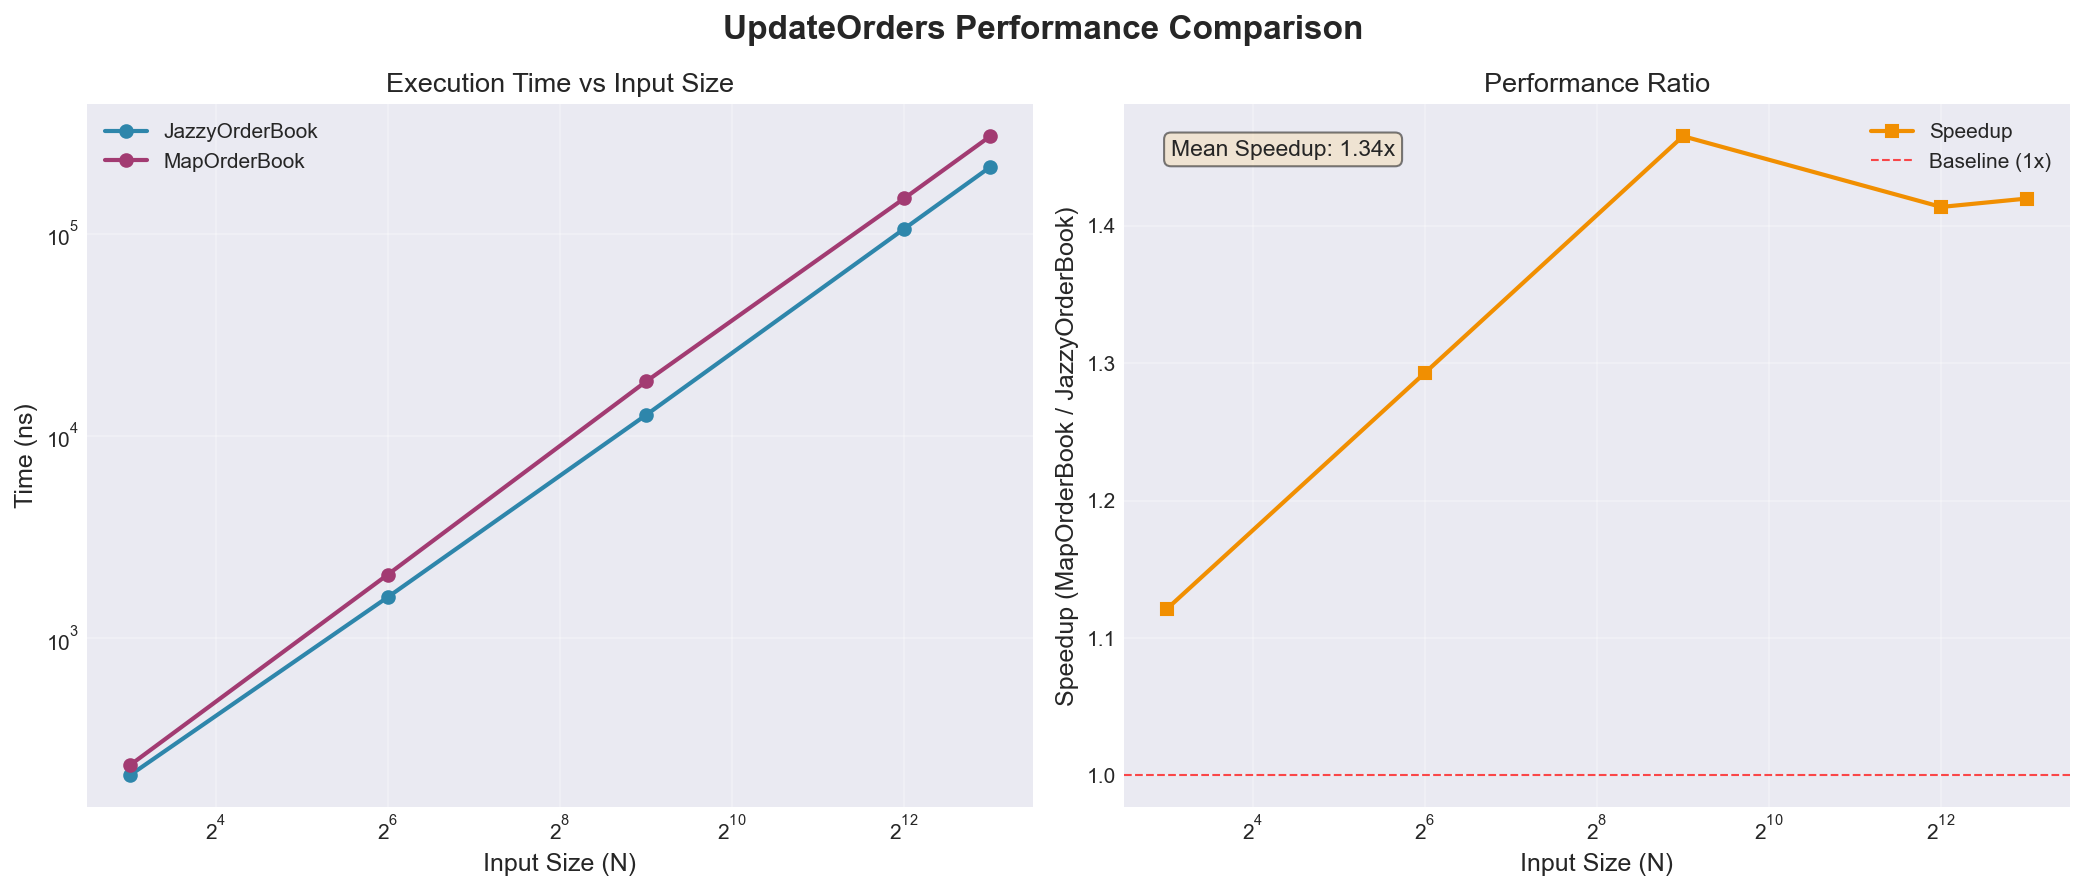 UpdateOrders Performance Comparison
Execution Time vs Input Size
JazzyOrderBook
MapOrderBook
Time (ns)
10^5
10^4
10^3
2^4 2^6 2^8 2^10 2^12
Input Size (N)
Performance Ratio
Mean Speedup: 1.34x
Speedup
Baseline (1x)
Speedup (MapOrderBook / JazzyOrderBook)
1.4
1.3
1.2
1.1
1.0
2^4 2^6 2^8 2^10 2^12
Input Size (N)